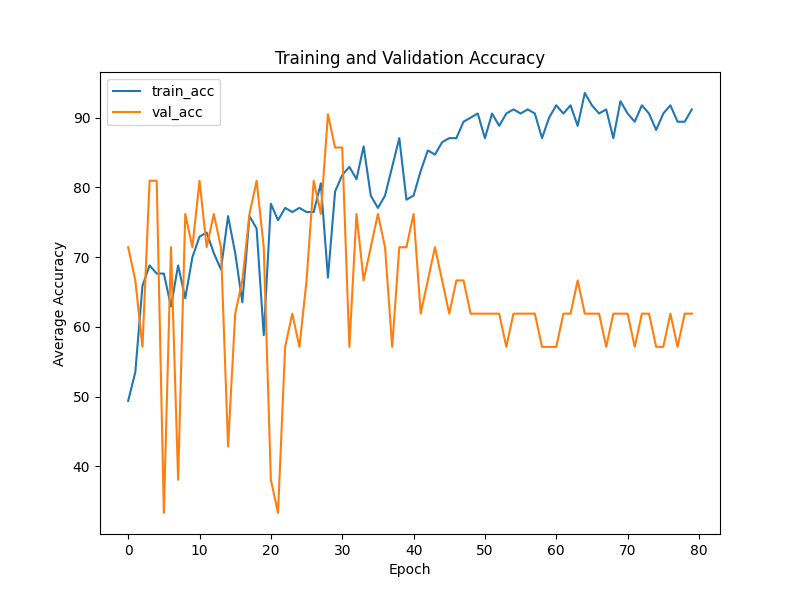 Training and Validation Accuracy
train_acc
val_acc
90
80
70
60
50
40
Average Accuracy
0 10 20 30 40 50 60 70 80
Epoch